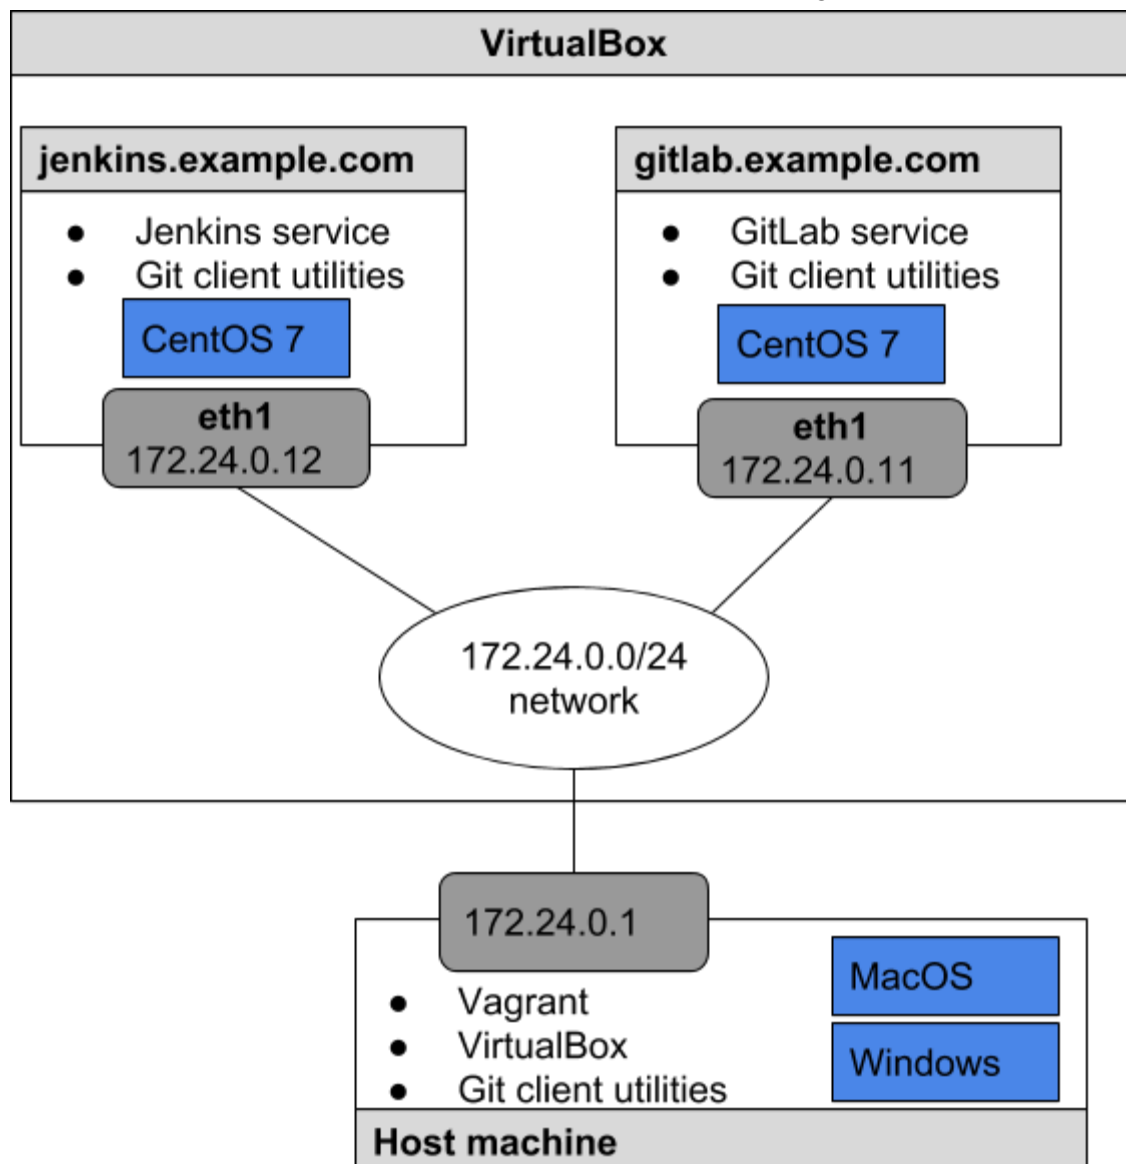 VirtualBox
jenkins.example.com
● Jenkins service
● Git client utilities
CentOS 7
eth1
172.24.0.12
gitlab.example.com
● GitLab service
● Git client utilities
CentOS 7
eth1
172.24.0.11
172.24.0.0/24
network
172.24.0.1
● Vagrant
● VirtualBox
● Git client utilities
MacOS
Windows
Host machine